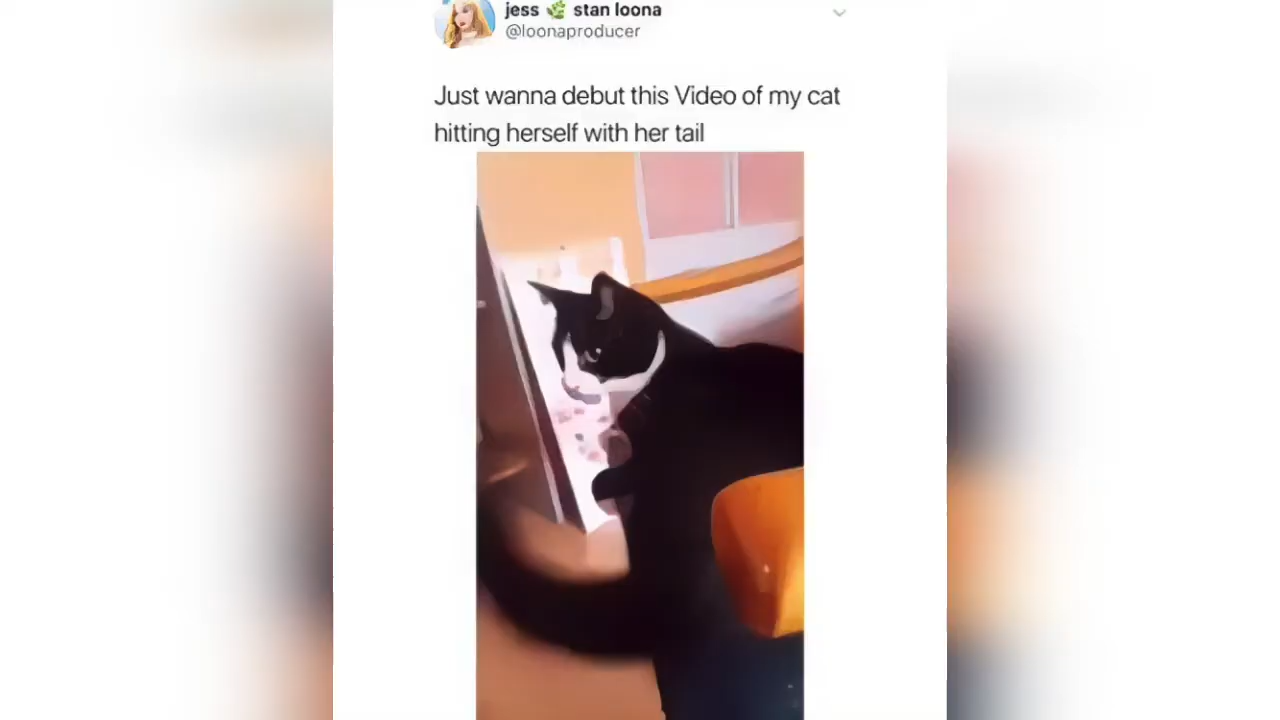 jess 🌿 stan loona
@loonaproducer
Just wanna debut this Video of my cat
hitting herself with her tail